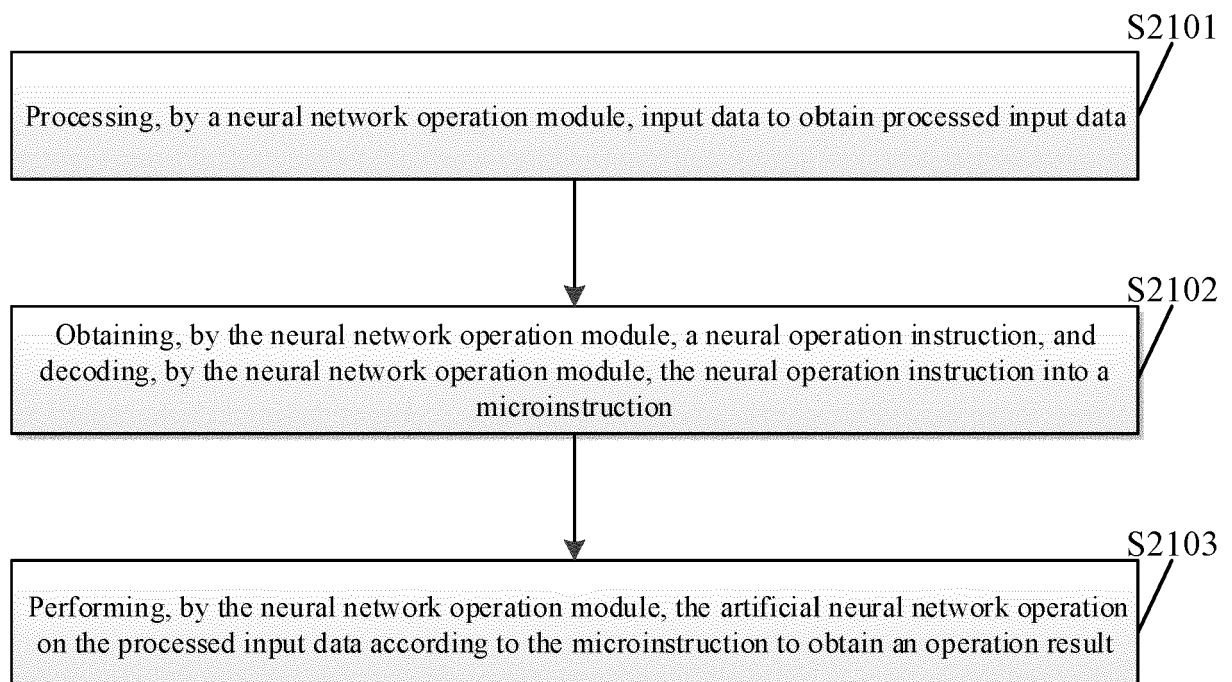 S2101
Processing, by a neural network operation module, input data to obtain processed input data
S2102
Obtaining, by the neural network operation module, a neural operation instruction, and
decoding, by the neural network operation module, the neural operation instruction into a
microinstruction
S2103
Performing, by the neural network operation module, the artificial neural network operation
on the processed input data according to the microinstruction to obtain an operation result